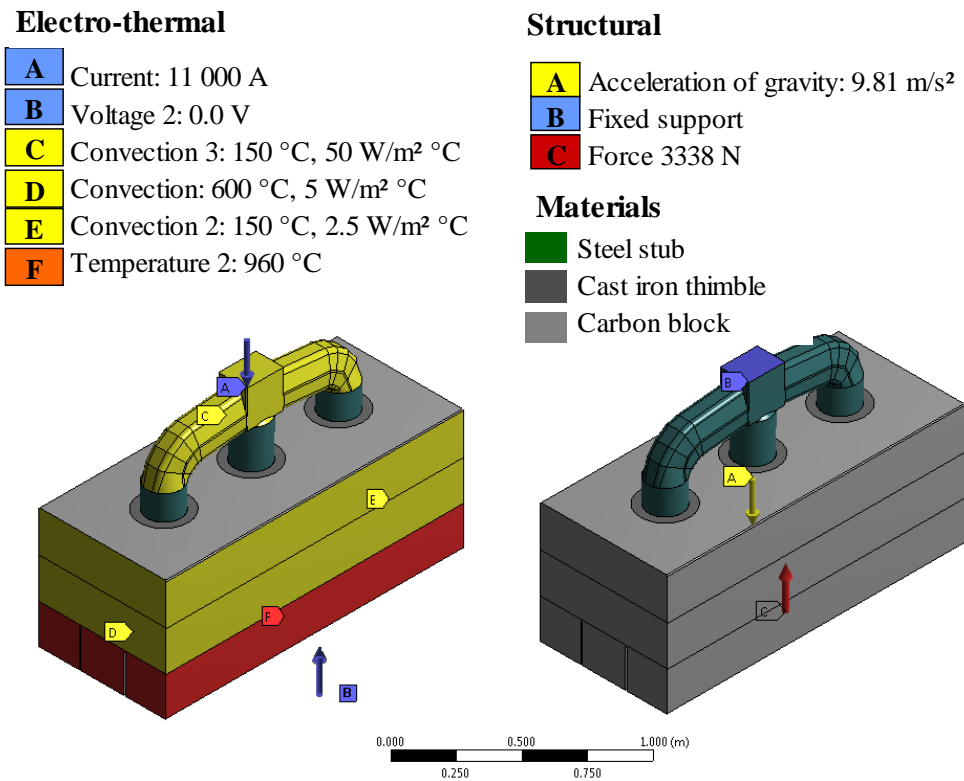 Electro-thermal
A Current: 11 000 A
B Voltage 2: 0.0 V
C Convection 3: 150 °C, 50 W/m² °C
D Convection: 600 °C, 5 W/m² °C
E Convection 2: 150 °C, 2.5 W/m² °C
F Temperature 2: 960 °C
Structural
A Acceleration of gravity: 9.81 m/s²
B Fixed support
C Force 3338 N
Materials
Steel stub
Cast iron thimble
Carbon block
A
C
E
F
D
B
B
A
C
0.000 0.500 1.000 (m)
0.250 0.750